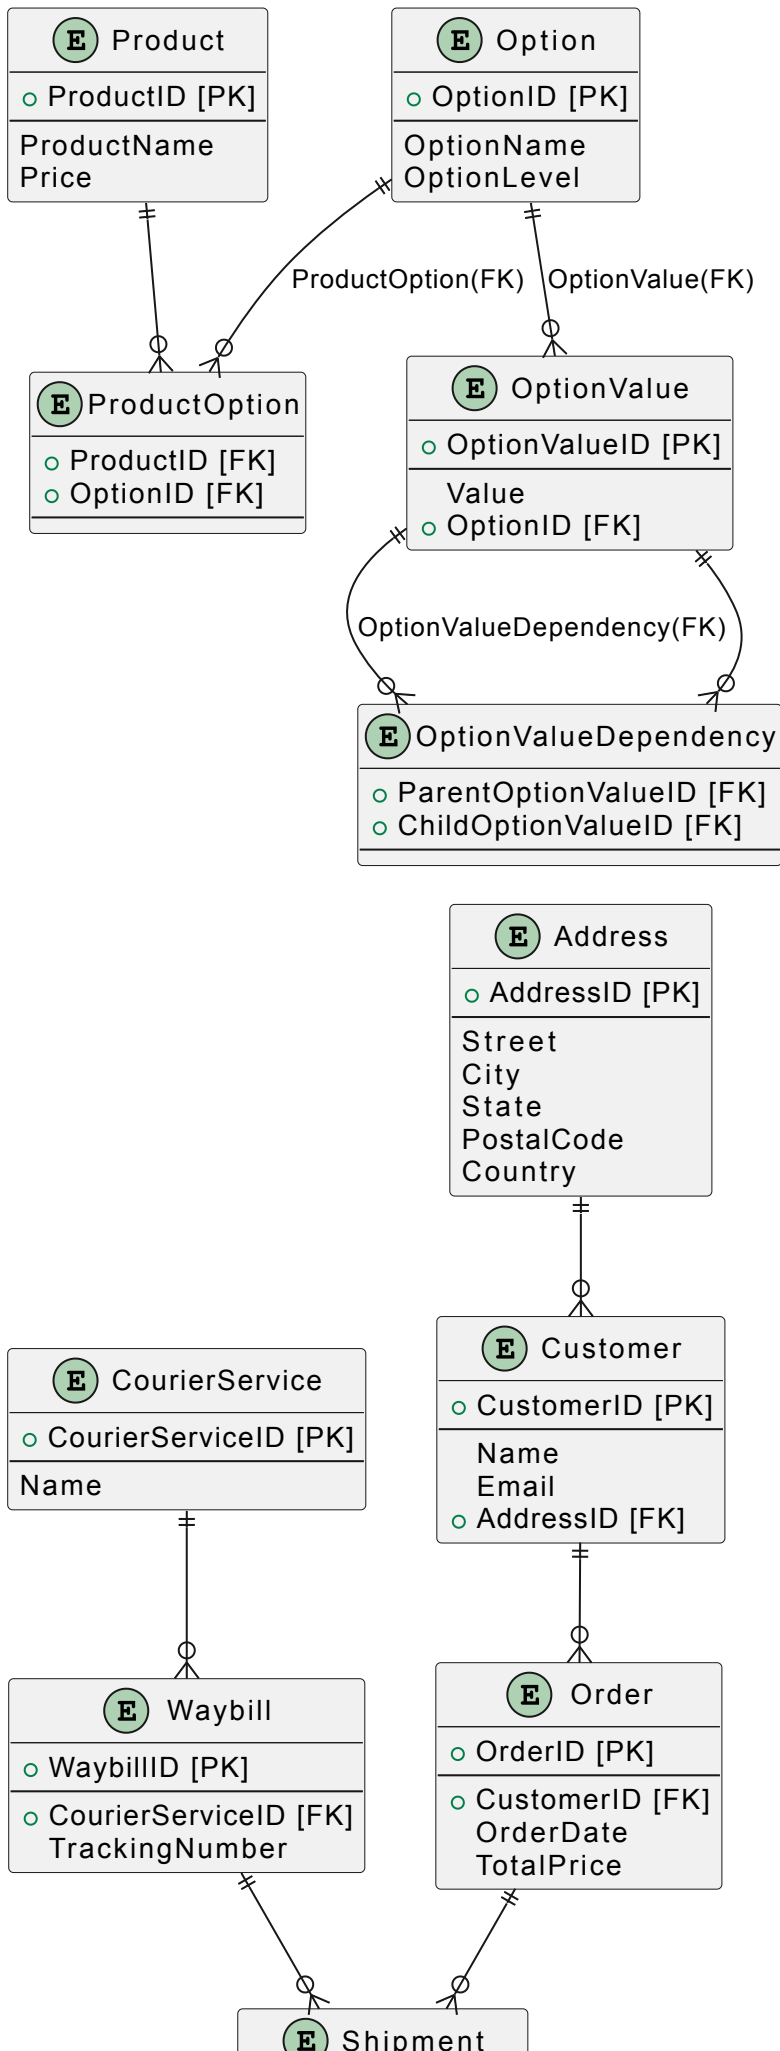 E Product
ProductID [PK]
ProductName
Price
E Option
OptionID [PK]
OptionName
OptionLevel
ProductOption(FK)
OptionValue(FK)
E ProductOption
ProductID [FK]
OptionID [FK]
E OptionValue
OptionValueID [PK]
Value
OptionID [FK]
OptionValueDependency(FK)
E OptionValueDependency
ParentOptionValueID [FK]
ChildOptionValueID [FK]
E Address
AddressID [PK]
Street
City
State
PostalCode
Country
E Customer
CustomerID [PK]
Name
Email
AddressID [FK]
E CourierService
CourierServiceID [PK]
Name
E Waybill
WaybillID [PK]
CourierServiceID [FK]
TrackingNumber
E Order
OrderID [PK]
CustomerID [FK]
OrderDate
TotalPrice
E Shipment